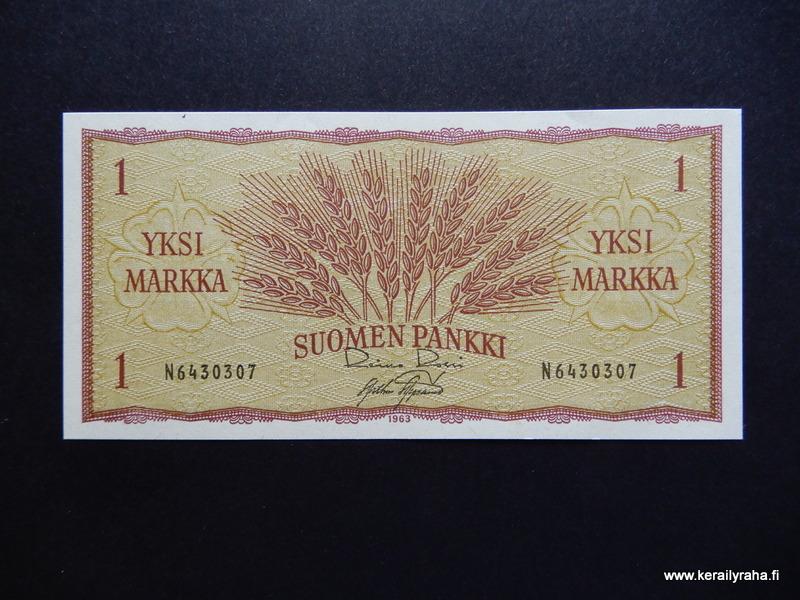 1 1
YKSI MARKKA
YKSI MARKKA
SUOMEN PANKKI
1 N6430307 N6430307 1
1963
www.kerailyraha.fi